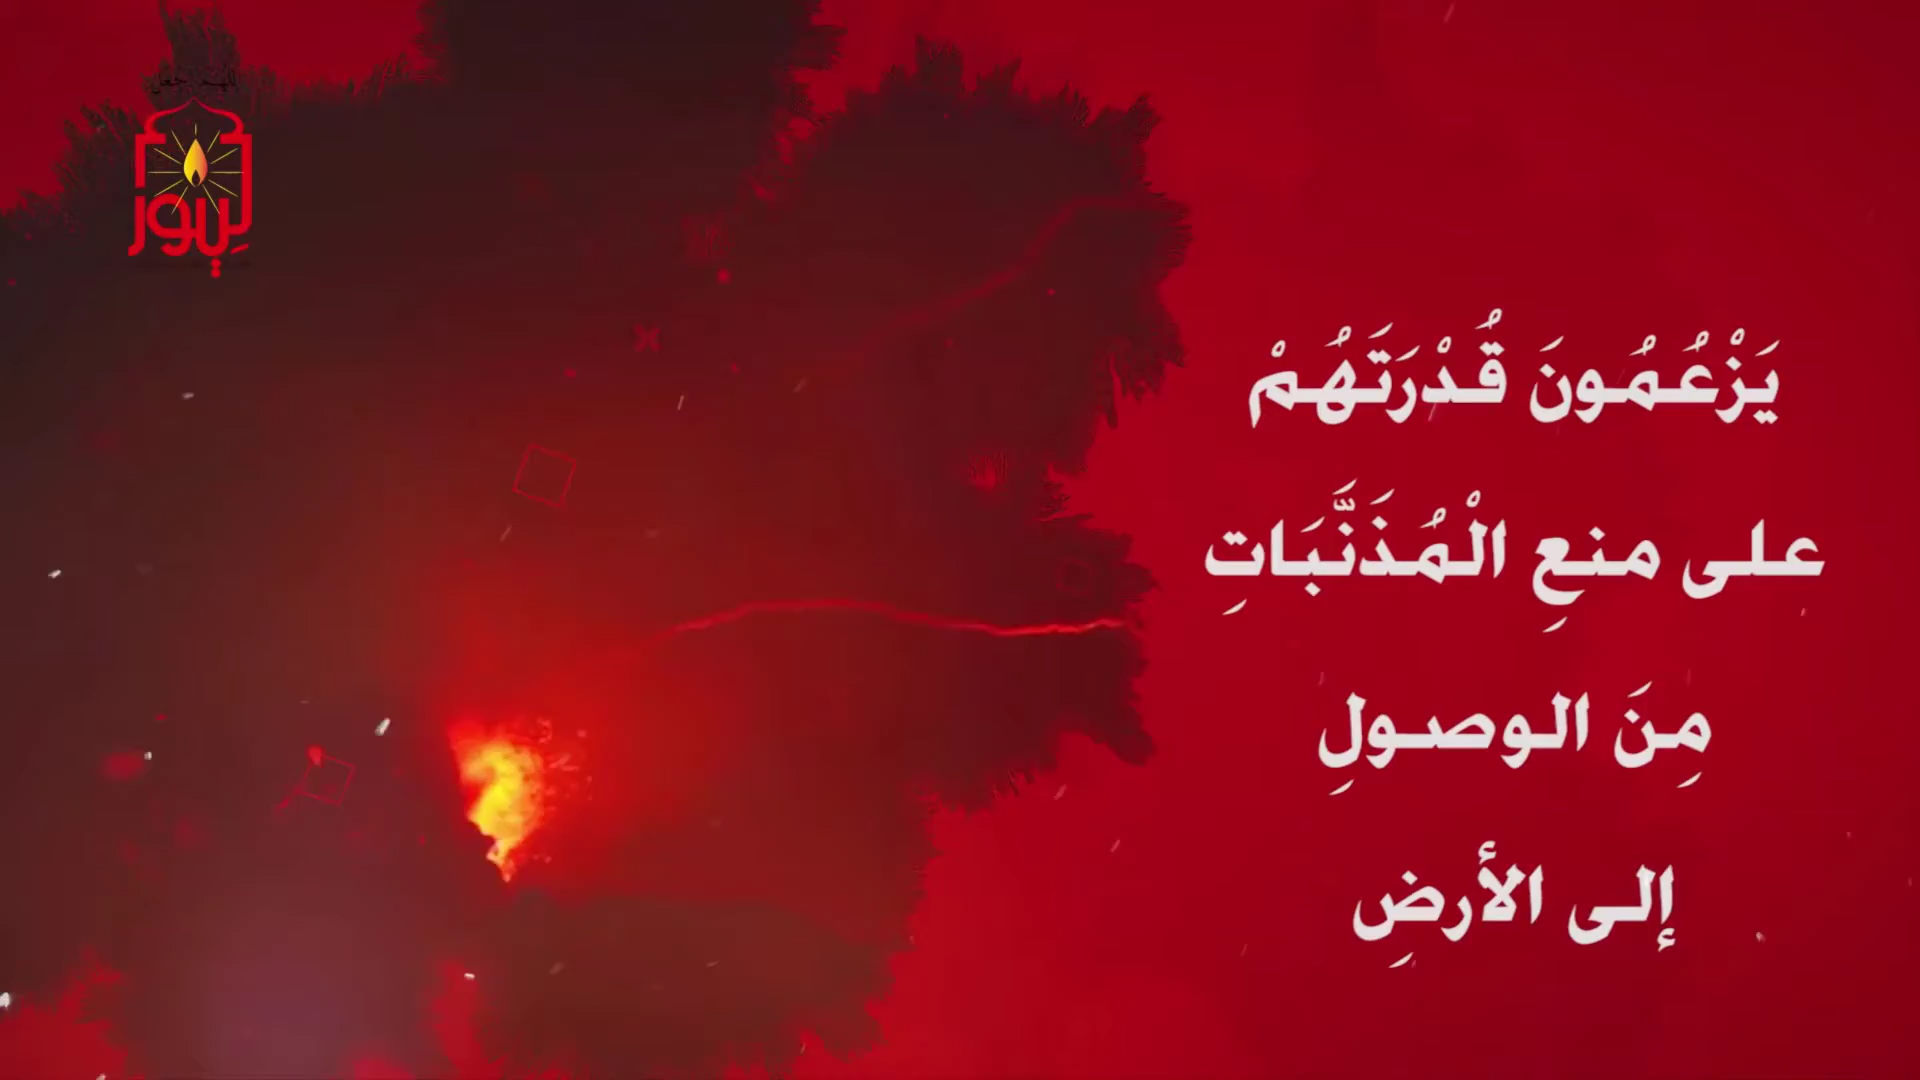 يَزْعُمُونَ قُدْرَتَهُمْ
على منعِ الْمُذَنَّبَاتِ
مِنَ الوصولِ
إلى الأرضِ